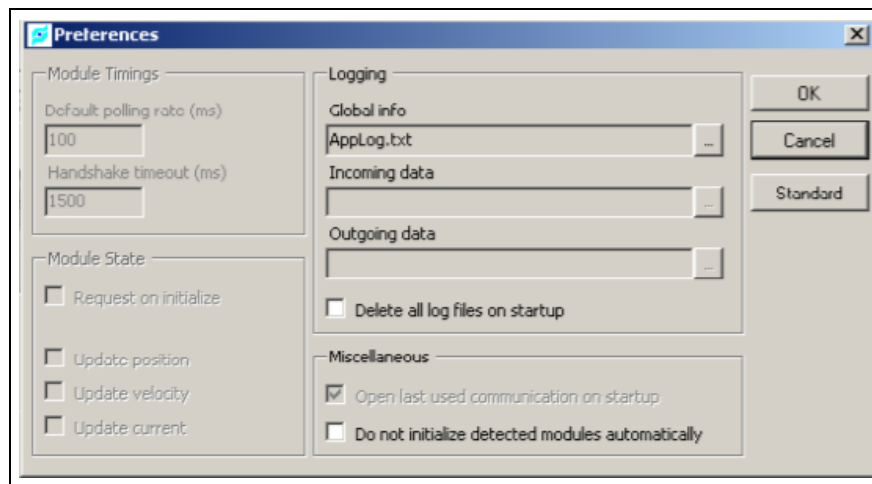 Preferences
Module Timings
Default polling rate (ms)
100
Handshake timeout (ms)
1500
Module State
Request on initialize
Update position
Update velocity
Update current
Logging
Global info
AppLog.txt
...
Incoming data
...
Outgoing data
...
Delete all log files on startup
Miscellaneous
Open last used communication on startup
Do not initialize detected modules automatically
OK
Cancel
Standard